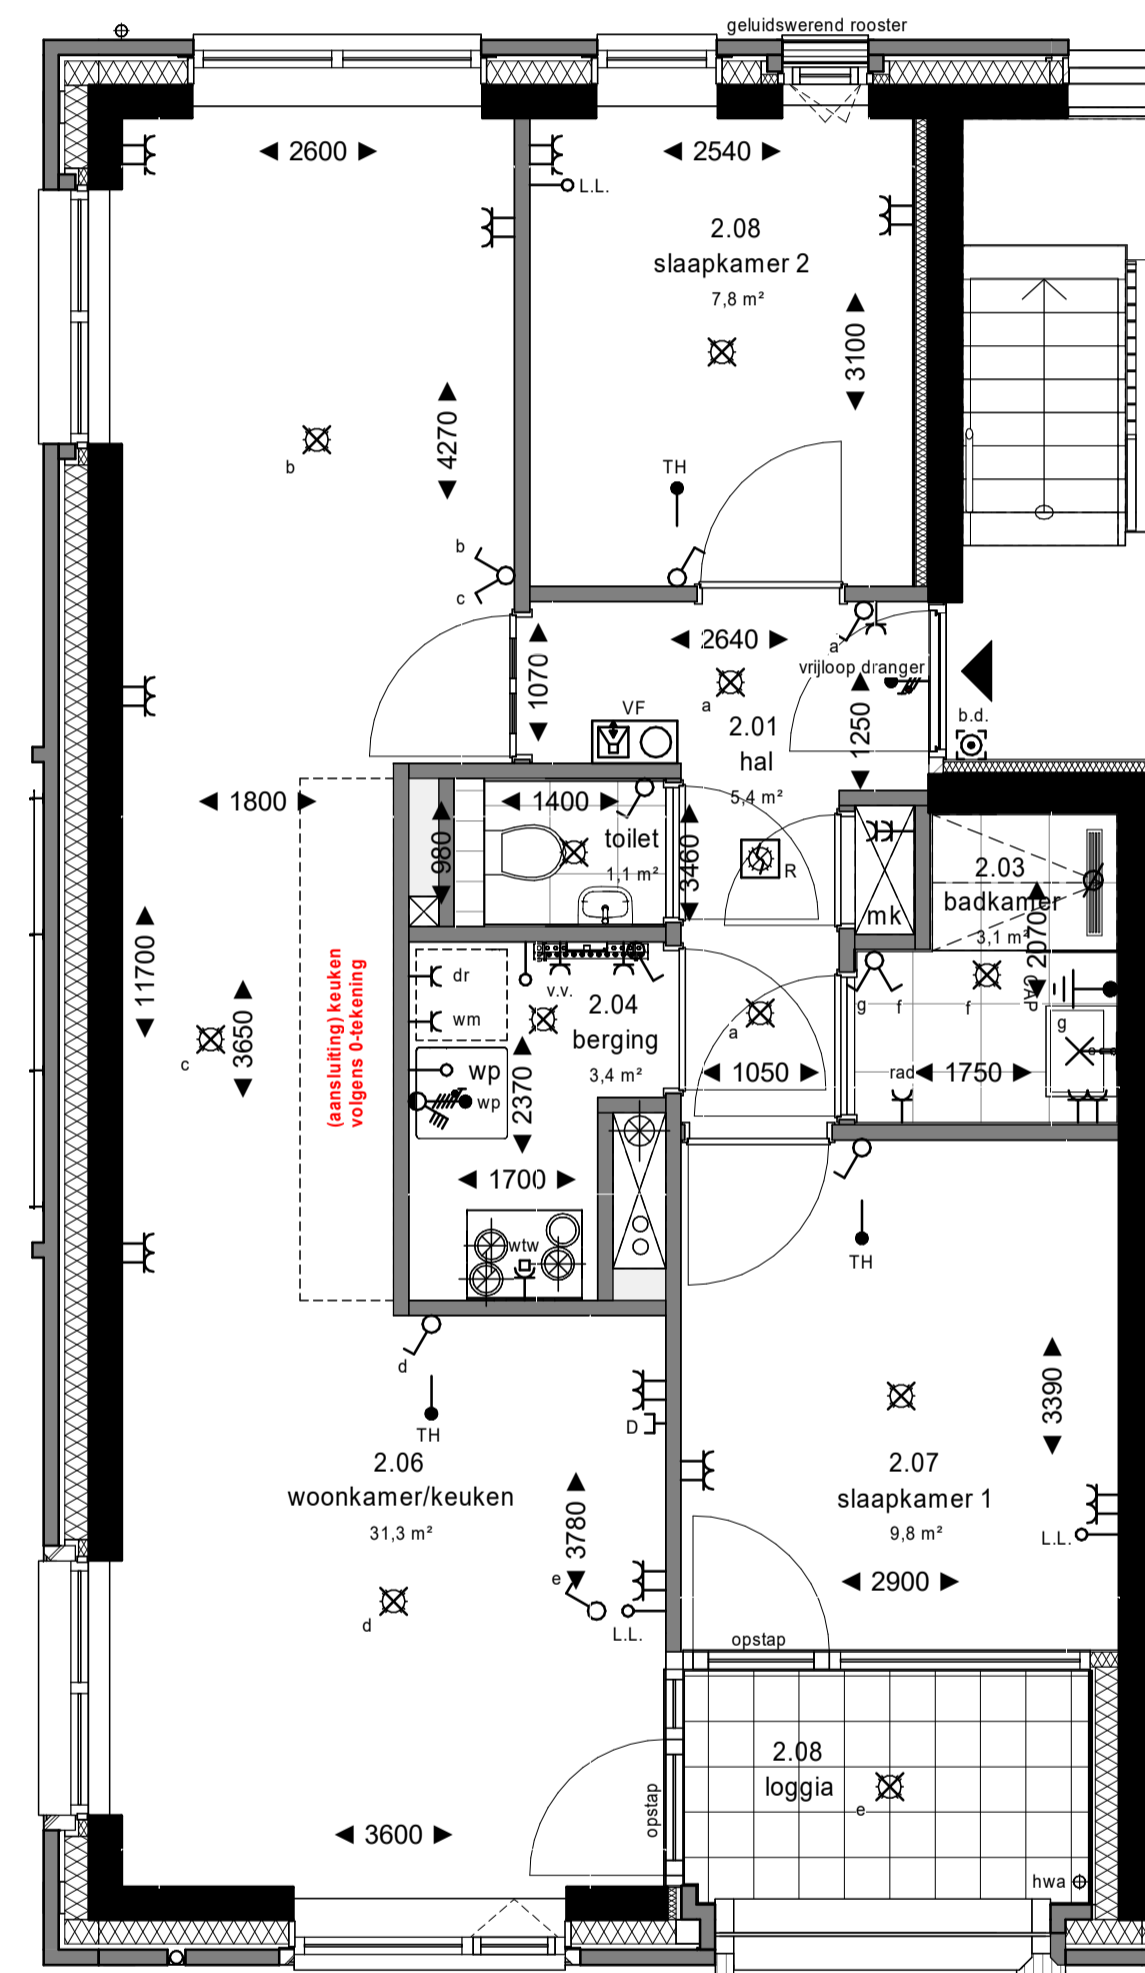 geluidswerend rooster
2600
2540
L.L.
2.08
slaapkamer 2
7,8 m²
3100
4270
b
TH
b
c
2640
a
vrijloop dranger
1070
a
VF
2.01
hal
5,4 m²
1250
b.d.
1800
1400
980
toilet
1,1 m²
3460
R
mk
2.03
badkamer
3,1 m²
2070
CAP
11700
3650
c
(aansluiting) keuken
volgens 0-tekening
dr
wm
v.v.
2.04
berging
3,4 m²
wp
wp
2370
1700
wtw
a
1050
g
f
f
g
rad
1750
TH
d
TH
D
2.06
woonkamer/keuken
31,3 m²
3780
e
L.L.
d
3390
2.07
slaapkamer 1
9,8 m²
L.L.
2900
opstap
2.08
loggia
e
opstap
3600
hwa